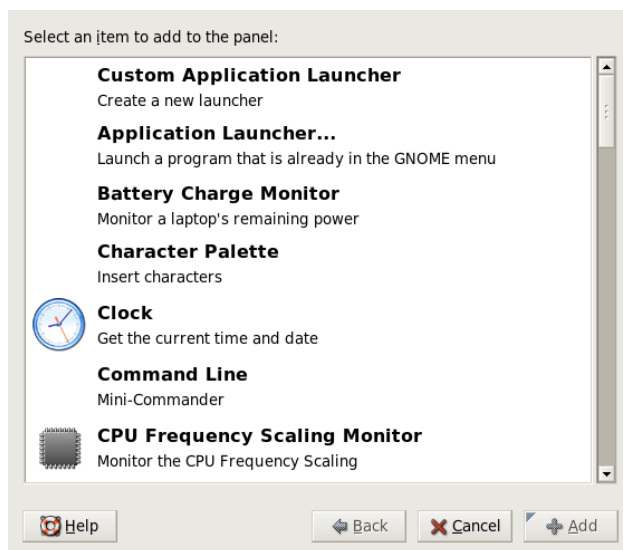 Select an item to add to the panel:
Custom Application Launcher
Create a new launcher
Application Launcher...
Launch a program that is already in the GNOME menu
Battery Charge Monitor
Monitor a laptop's remaining power
Character Palette
Insert characters
Clock
Get the current time and date
Command Line
Mini-Commander
CPU Frequency Scaling Monitor
Monitor the CPU Frequency Scaling
Help Back Cancel Add